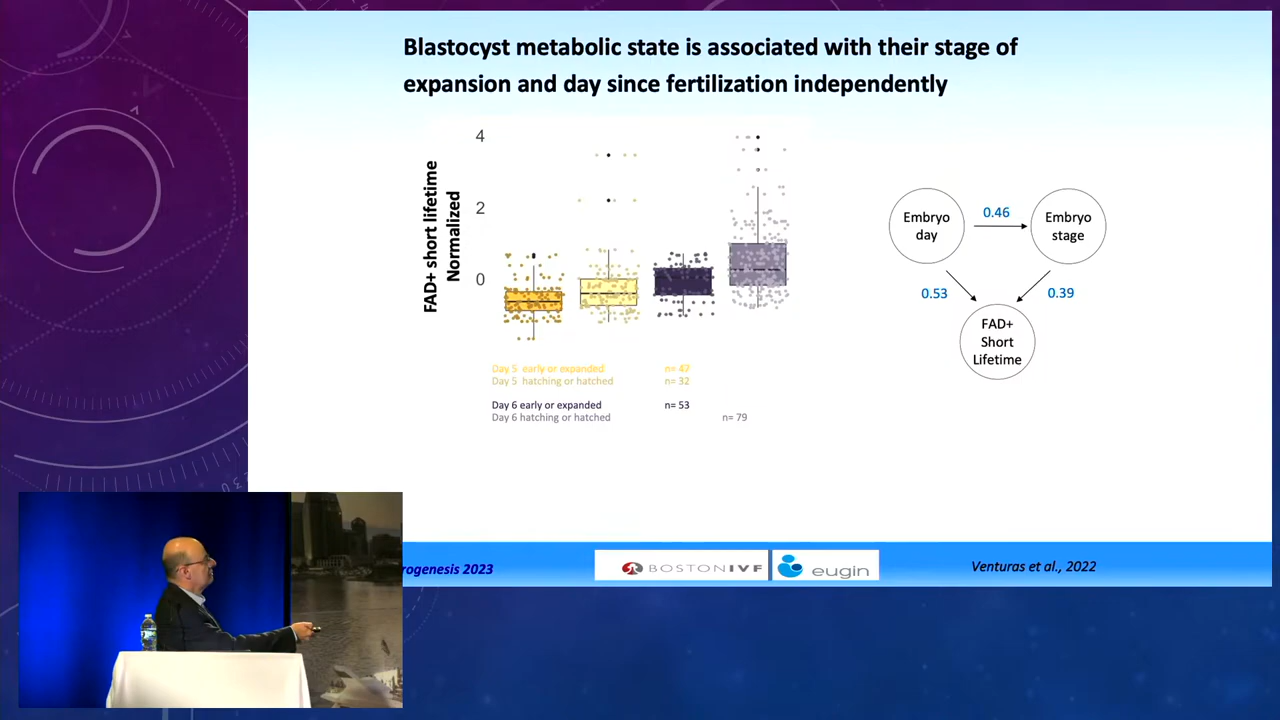 Blastocyst metabolic state is associated with their stage of
expansion and day since fertilization independently
FAD+ short lifetime
Normalized
4
2
0
Day 5 early or expanded n= 47
Day 5 hatching or hatched n= 32
Day 6 early or expanded n= 53
Day 6 hatching or hatched n= 79
Embryo
day
0.46
Embryo
stage
0.53
0.39
FAD+
Short
Lifetime
rogenesis 2023
BOSTON IVF
eugin
Venturas et al., 2022